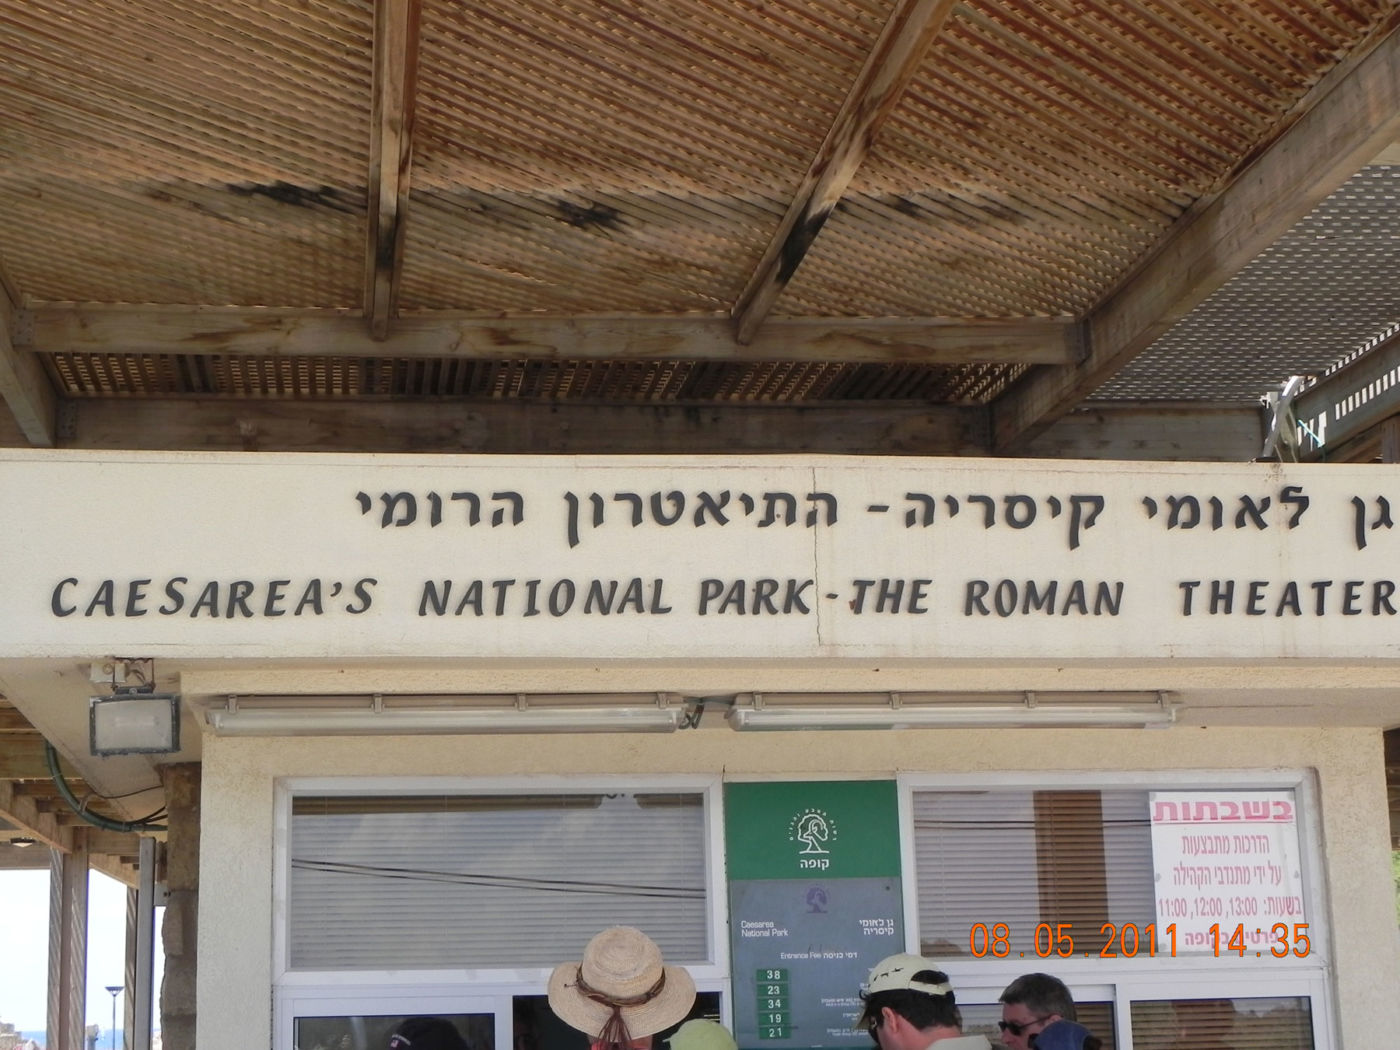 גן לאומי קיסריה - התיאטרון הרומי
CAESAREA'S NATIONAL PARK - THE ROMAN THEATER
קופה
Caesarea
National Park
גן לאומי
קיסריה
Entrance Fee דמי כניסה
38
23
34
19
21
בשבתות
הדרכות מתבצעות
על ידי מתנדבי הקהילה
בשעות: 13:00, 12:00, 11:00
בקופה
08.05.2011 14:35